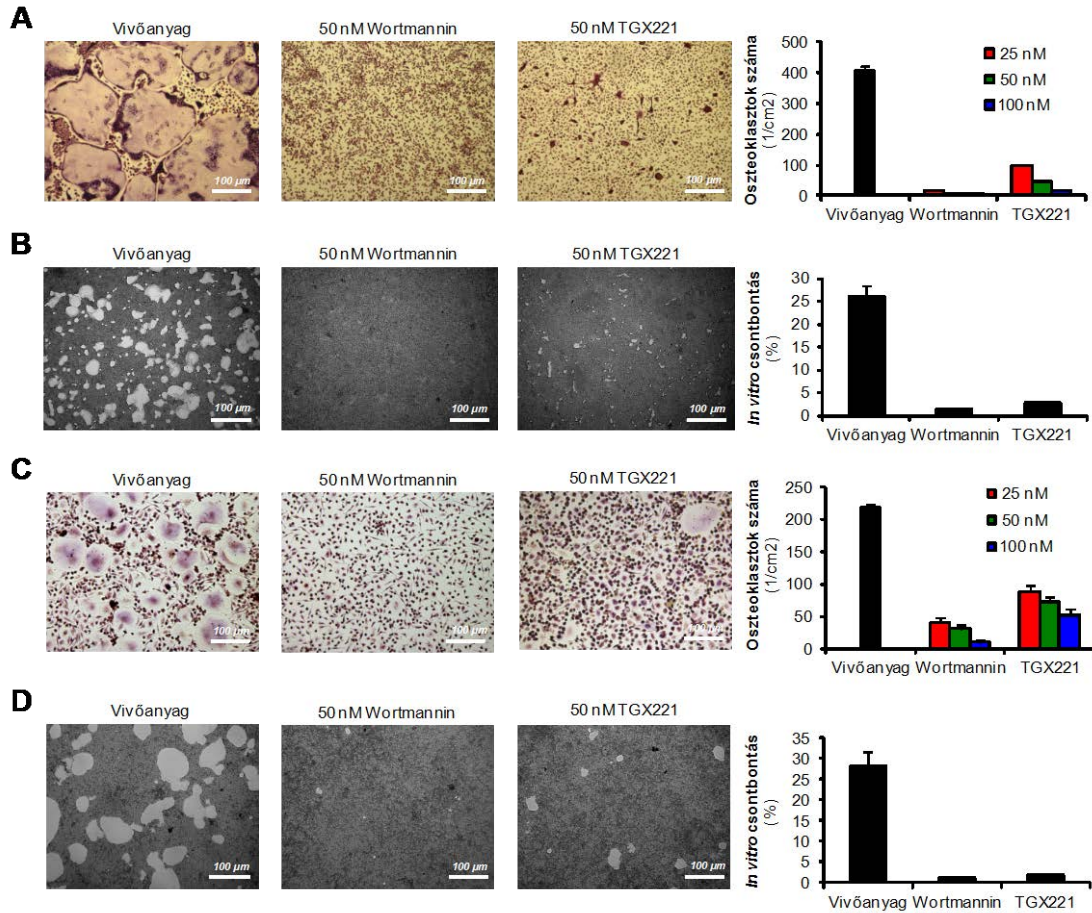 A
Vivőanyag
50 nM Wortmannin
50 nM TGX221
100 µm
100 µm
100 µm
Oszteoklasztok száma
(1/cm2)
500
400
300
200
100
0
25 nM
50 nM
100 nM
Vivőanyag Wortmannin TGX221
B
Vivőanyag
50 nM Wortmannin
50 nM TGX221
100 µm
100 µm
100 µm
In vitro csontbontás
(%)
30
25
20
15
10
5
0
Vivőanyag Wortmannin TGX221
C
Vivőanyag
50 nM Wortmannin
50 nM TGX221
100 µm
100 µm
100 µm
Oszteoklasztok száma
(1/cm2)
250
200
150
100
50
0
25 nM
50 nM
100 nM
Vivőanyag Wortmannin TGX221
D
Vivőanyag
50 nM Wortmannin
50 nM TGX221
100 µm
100 µm
100 µm
In vitro csontbontás
(%)
35
30
25
20
15
10
5
0
Vivőanyag Wortmannin TGX221